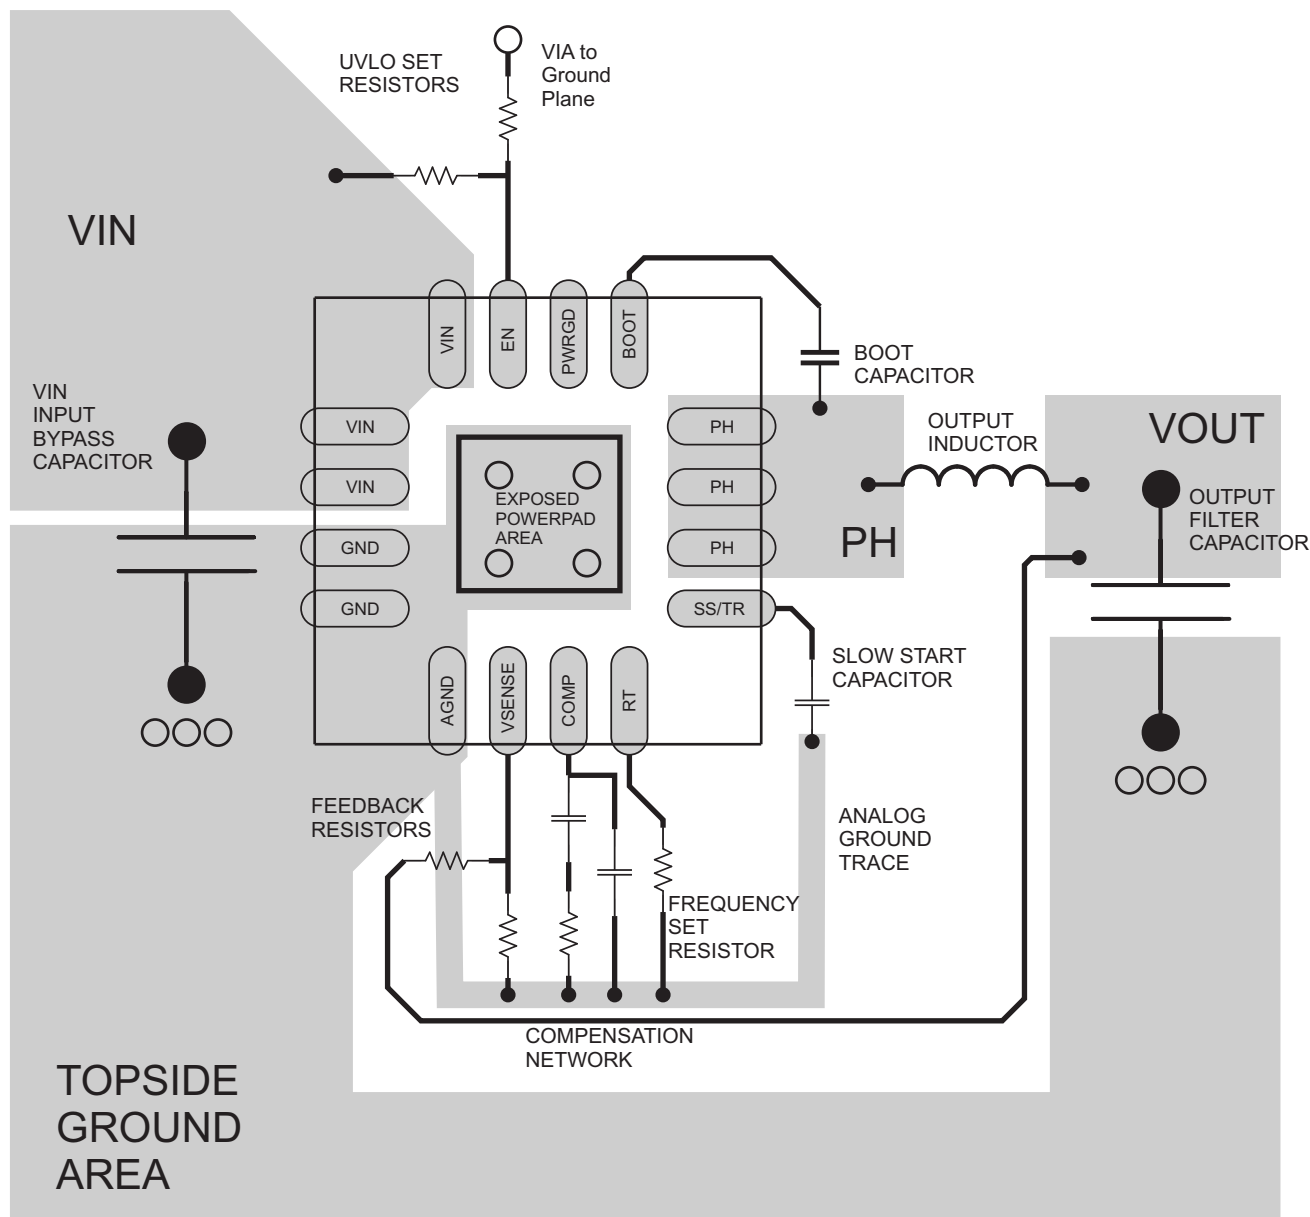 UVLO SET
RESISTORS
VIA to
Ground
Plane
VIN
VIN
EN
PWRGD
BOOT
BOOT
CAPACITOR
VIN
INPUT
BYPASS
CAPACITOR
VIN
VIN
GND
GND
EXPOSED
POWERPAD
AREA
PH
PH
PH
SS/TR
PH
OUTPUT
INDUCTOR
VOUT
OUTPUT
FILTER
CAPACITOR
AGND
VSENSE
COMP
RT
SLOW START
CAPACITOR
FEEDBACK
RESISTORS
ANALOG
GROUND
TRACE
FREQUENCY
SET
RESISTOR
COMPENSATION
NETWORK
TOPSIDE
GROUND
AREA